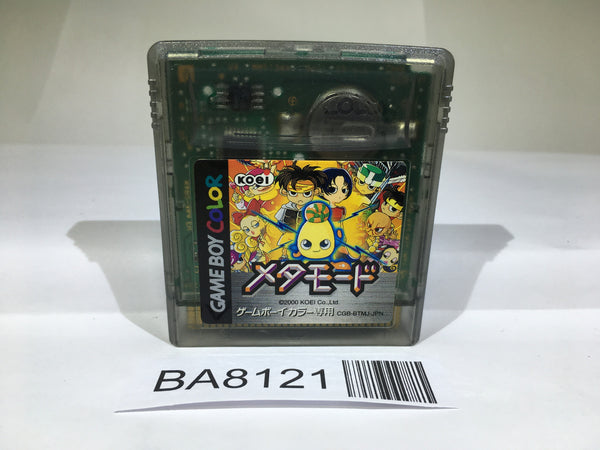 KOEI
GAME BOY COLOR
メタモード
©2000 KOEI Co.,Ltd.
ゲームボーイカラー専用 CGB-BTMJ-JPN
BA8121